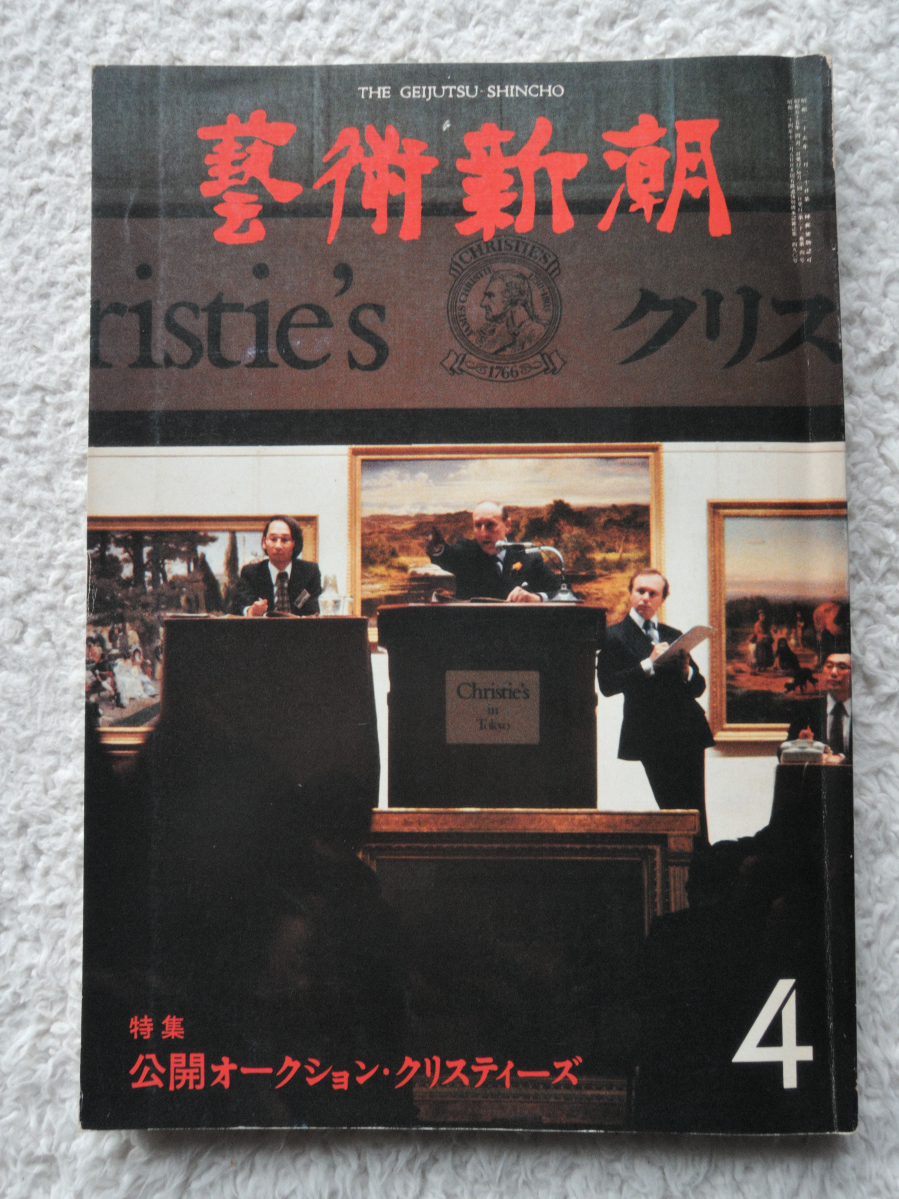 THE GEIJUTSU-SHINCHO
藝術新潮
CHRISTIE'S
1766
ristie's
クリス
Christie's
in
Tokyo
特集
公開オークション・クリスティーズ
4